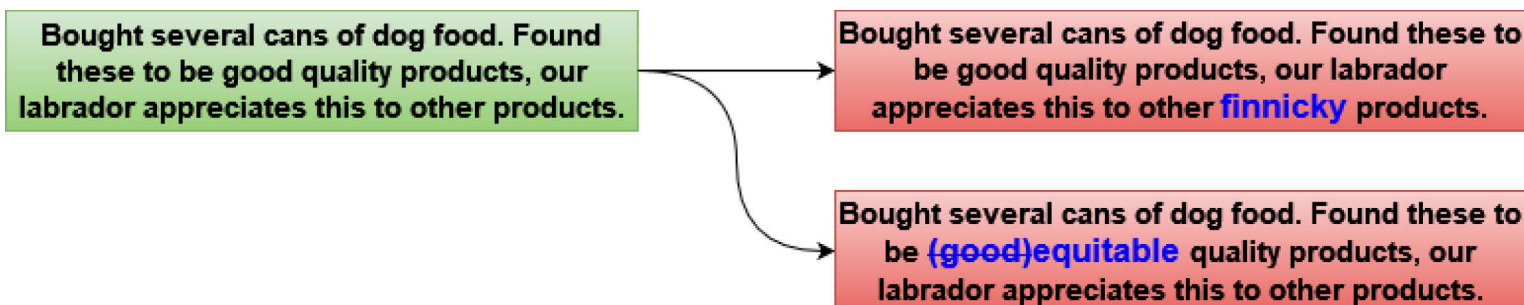 Bought several cans of dog food. Found
these to be good quality products, our
labrador appreciates this to other products.
Bought several cans of dog food. Found these to
be good quality products, our labrador
appreciates this to other finnicky products.
Bought several cans of dog food. Found these to
be (good)equitable quality products, our
labrador appreciates this to other products.